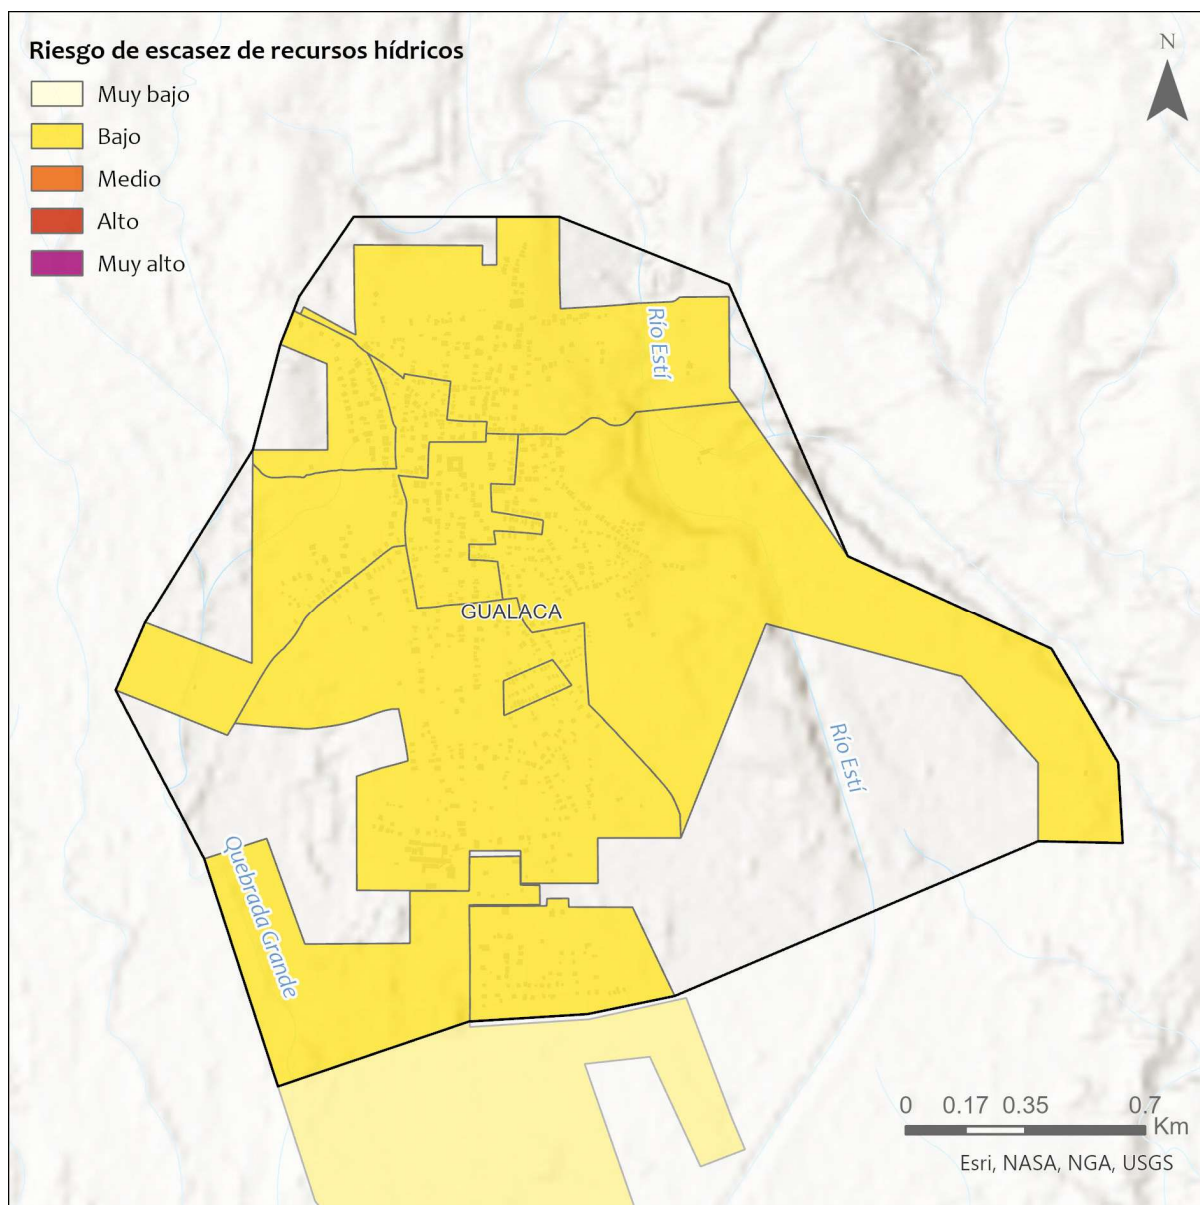 Riesgo de escasez de recursos hídricos
Muy bajo
Bajo
Medio
Alto
Muy alto
N
Río Estí
GUALACA
Río Estí
Quebrada Grande
0 0.17 0.35 0.7
Km
Esri, NASA, NGA, USGS